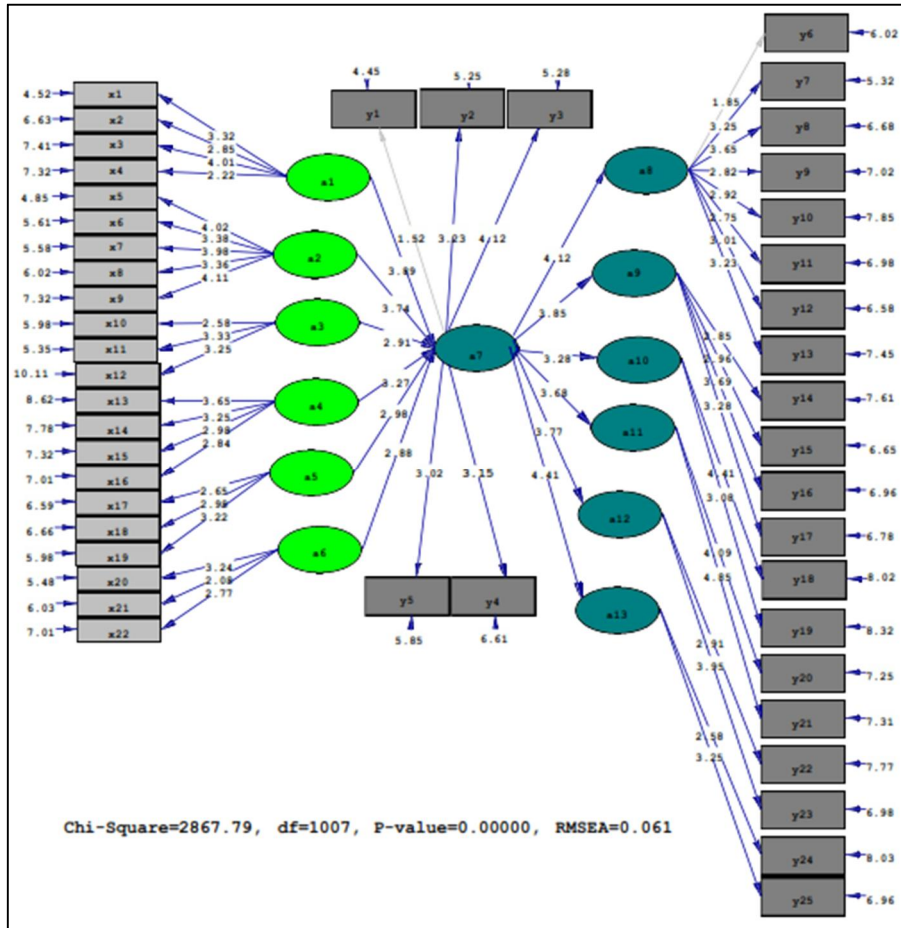 y6
6.02
4.45
5.25
5.28
y1
y2
y3
4.52
x1
6.63
x2
7.41
x3
7.32
x4
4.85
x5
5.61
x6
5.58
x7
6.02
x8
7.32
x9
5.98
x10
5.35
x11
10.11
x12
8.62
x13
7.78
x14
7.32
x15
7.01
x16
6.59
x17
6.66
x18
5.98
x19
5.48
x20
6.03
x21
7.01
x22
3.32
2.85
4.01
2.22
4.02
3.38
3.98
3.36
4.11
2.58
3.33
3.25
3.65
3.25
2.98
2.84
2.65
2.98
3.22
3.24
2.08
2.77
a1
a2
a3
a4
a5
a6
3.89
3.74
2.91
3.27
2.98
2.88
1.52
3.23
4.12
a7
3.02
3.15
y5
y4
5.85
6.61
4.12
3.85
3.28
3.68
3.77
4.41
a8
a9
a10
a11
a12
a13
1.85
3.25
3.65
2.82
2.92
2.75
3.01
3.23
2.85
2.96
3.69
3.28
4.41
3.08
4.09
4.85
2.91
3.95
2.58
3.25
y7
5.32
y8
6.68
y9
7.02
y10
7.85
y11
6.98
y12
6.58
y13
7.45
y14
7.61
y15
6.65
y16
6.96
y17
6.78
y18
8.02
y19
8.32
y20
7.25
y21
7.31
y22
7.77
y23
6.98
y24
8.03
y25
6.96
Chi-Square=2867.79, df=1007, P-value=0.00000, RMSEA=0.061